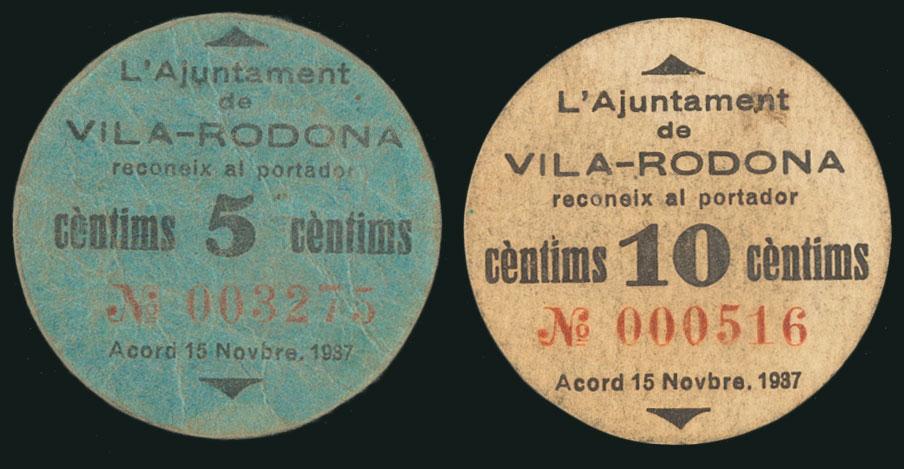 L'Ajuntament
de
VILA-RODONA
reconeix al portador
cèntims 5 cèntims
№ 003275
Acord 15 Novbre. 1937
L'Ajuntament
de
VILA-RODONA
reconeix al portador
cèntims 10 cèntims
№ 000516
Acord 15 Novbre. 1937